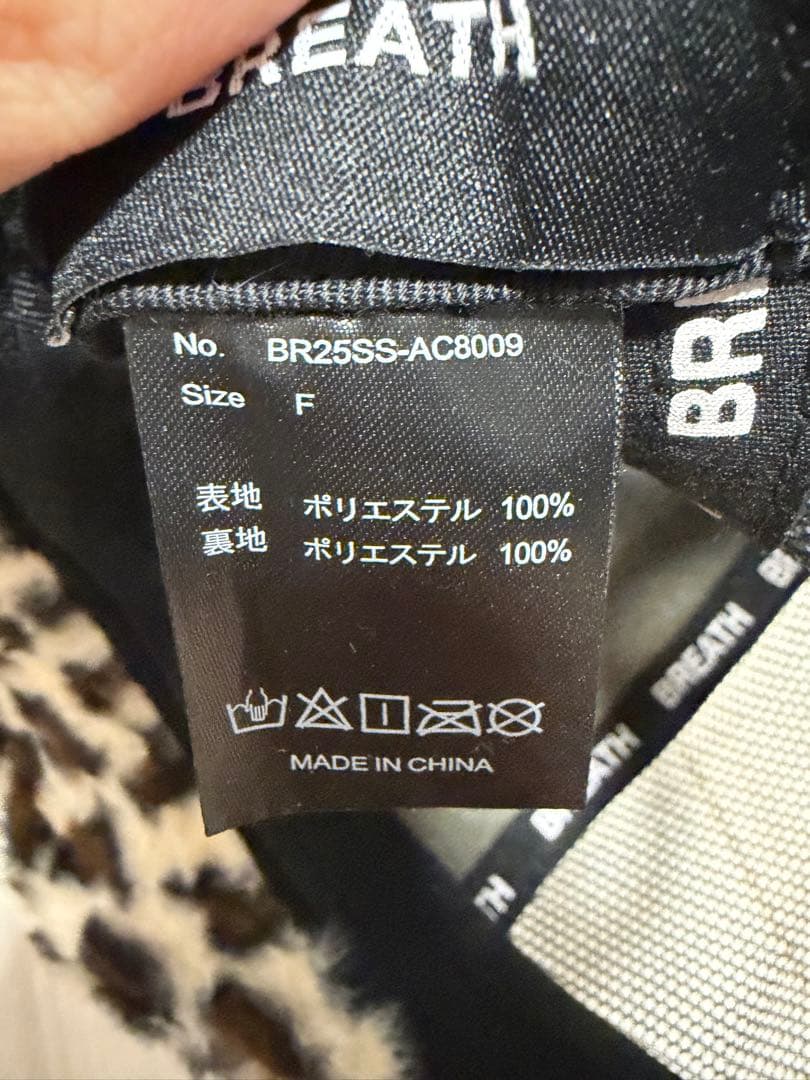 BREATH
No. BR25SS-AC8009
Size F
表地 ポリエステル 100%
裏地 ポリエステル 100%
MADE IN CHINA
BRE
BREATH
BREATH